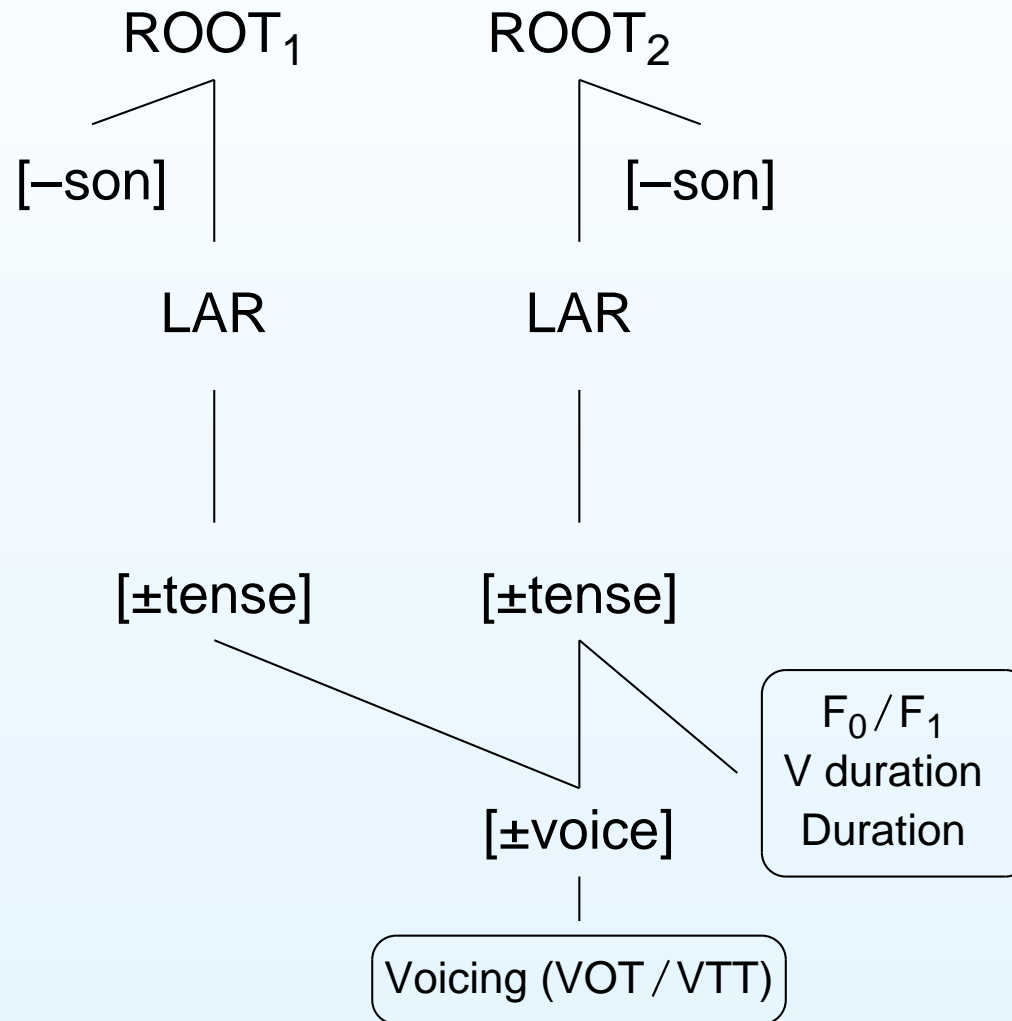 ROOT₁ ROOT₂
[–son] [–son]
LAR LAR
[±tense] [±tense]
F₀/F₁
V duration
Duration
[±voice]
Voicing (VOT/VTT)